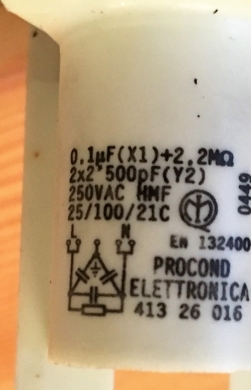 0,1µF(X1)+2,2MΩ
2x2'500pF(Y2)
250VAC HMF
25/100/21C
0449
L N
EN 132400
PROCOND
ELETTRONICA
413 26 016